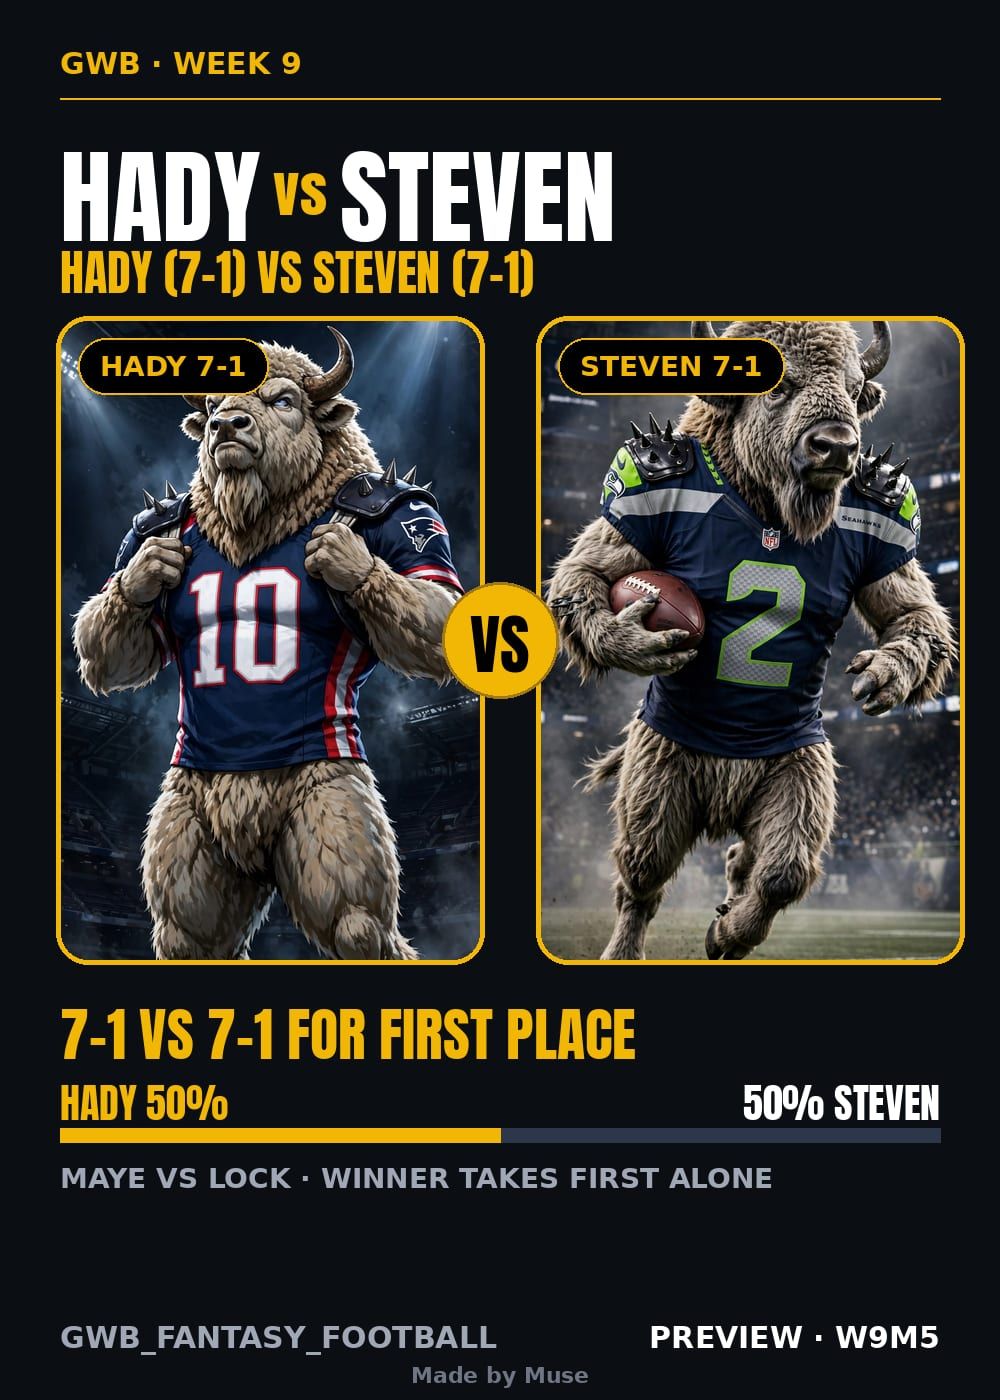 GWB · WEEK 9
HADY VS STEVEN
HADY (7-1) VS STEVEN (7-1)
HADY 7-1
STEVEN 7-1
SEAHAWKS
NFL
10
2
VS
7-1 VS 7-1 FOR FIRST PLACE
HADY 50%
50% STEVEN
MAYE VS LOCK · WINNER TAKES FIRST ALONE
GWB_FANTASY_FOOTBALL
PREVIEW · W9M5
Made by Muse